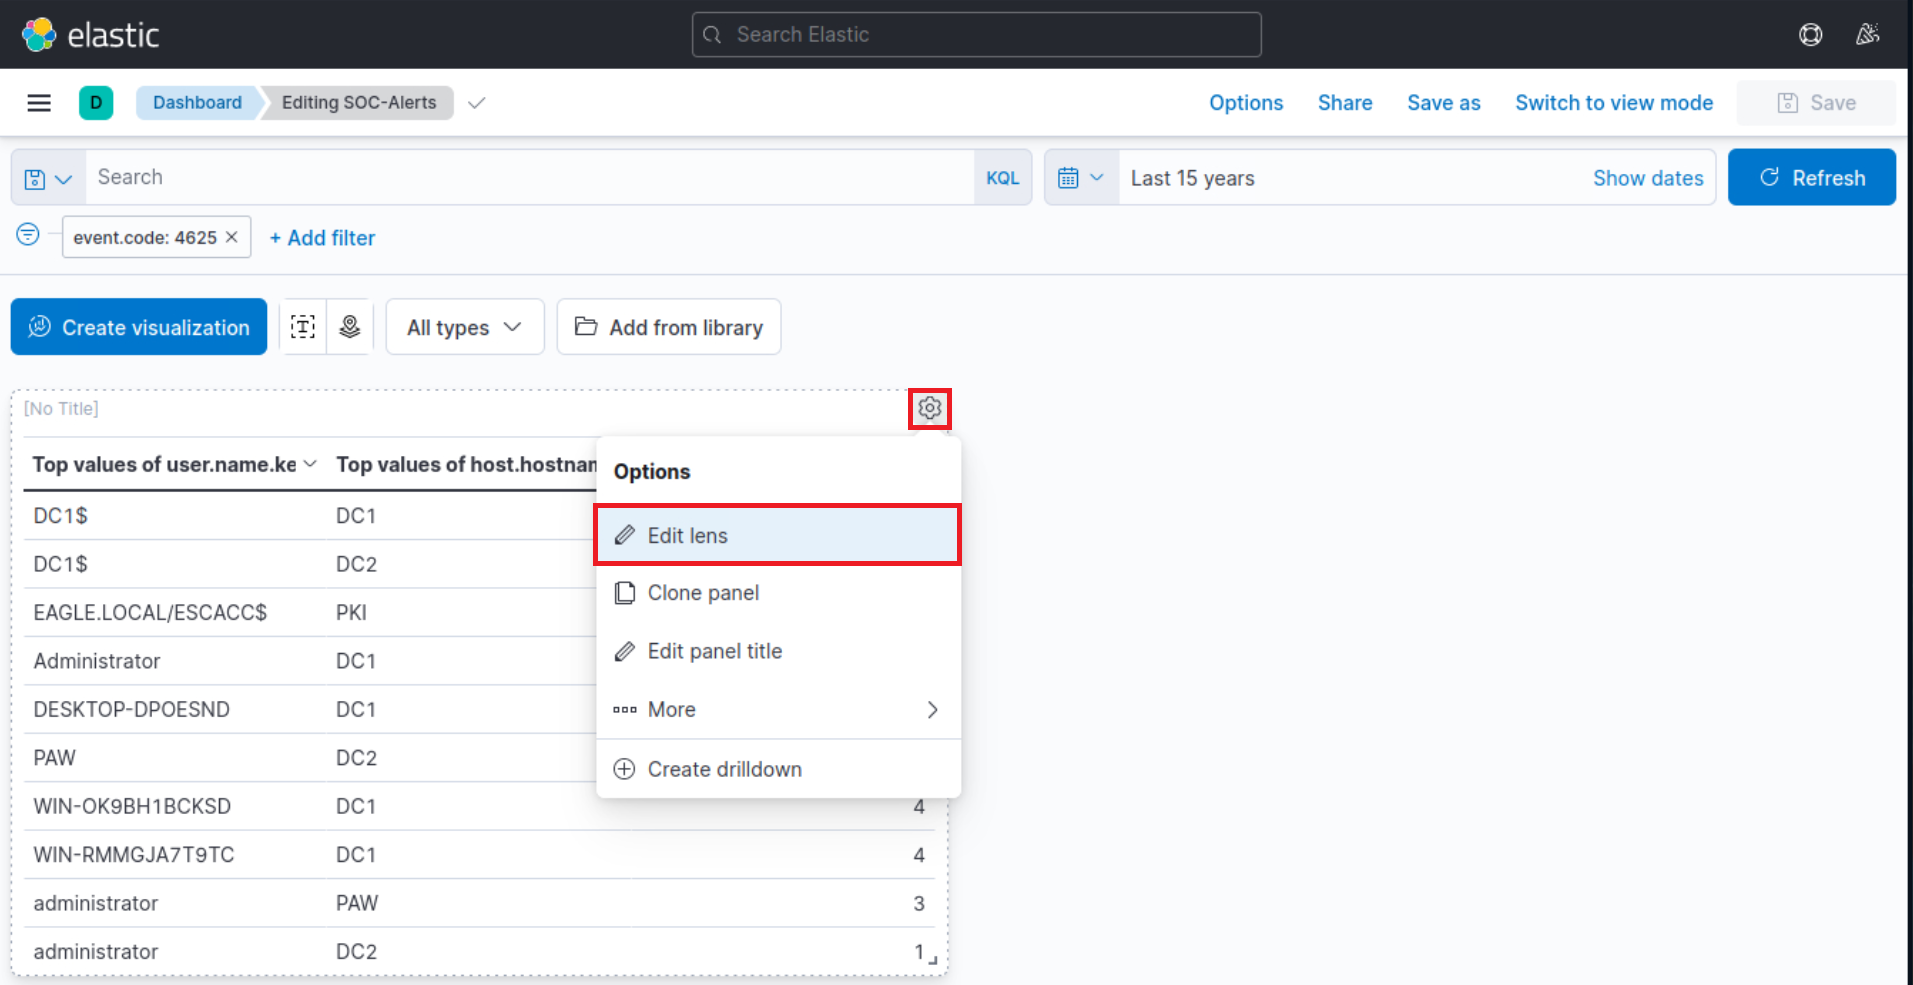 elastic
Search Elastic
D
Dashboard
Editing SOC-Alerts
Options
Share
Save as
Switch to view mode
Save
Search
KQL
Last 15 years
Show dates
Refresh
event.code: 4625
+ Add filter
Create visualization
T
All types
Add from library
[No Title]
Top values of user.name.ke
Top values of host.hostnam
DC1$ DC1
DC1$ DC2
EAGLE.LOCAL/ESCACC$ PKI
Administrator DC1
DESKTOP-DPOESND DC1
PAW DC2
WIN-OK9BH1BCKSD DC1 4
WIN-RMMGJA7T9TC DC1 4
administrator PAW 3
administrator DC2 1
Options
Edit lens
Clone panel
Edit panel title
More
Create drilldown